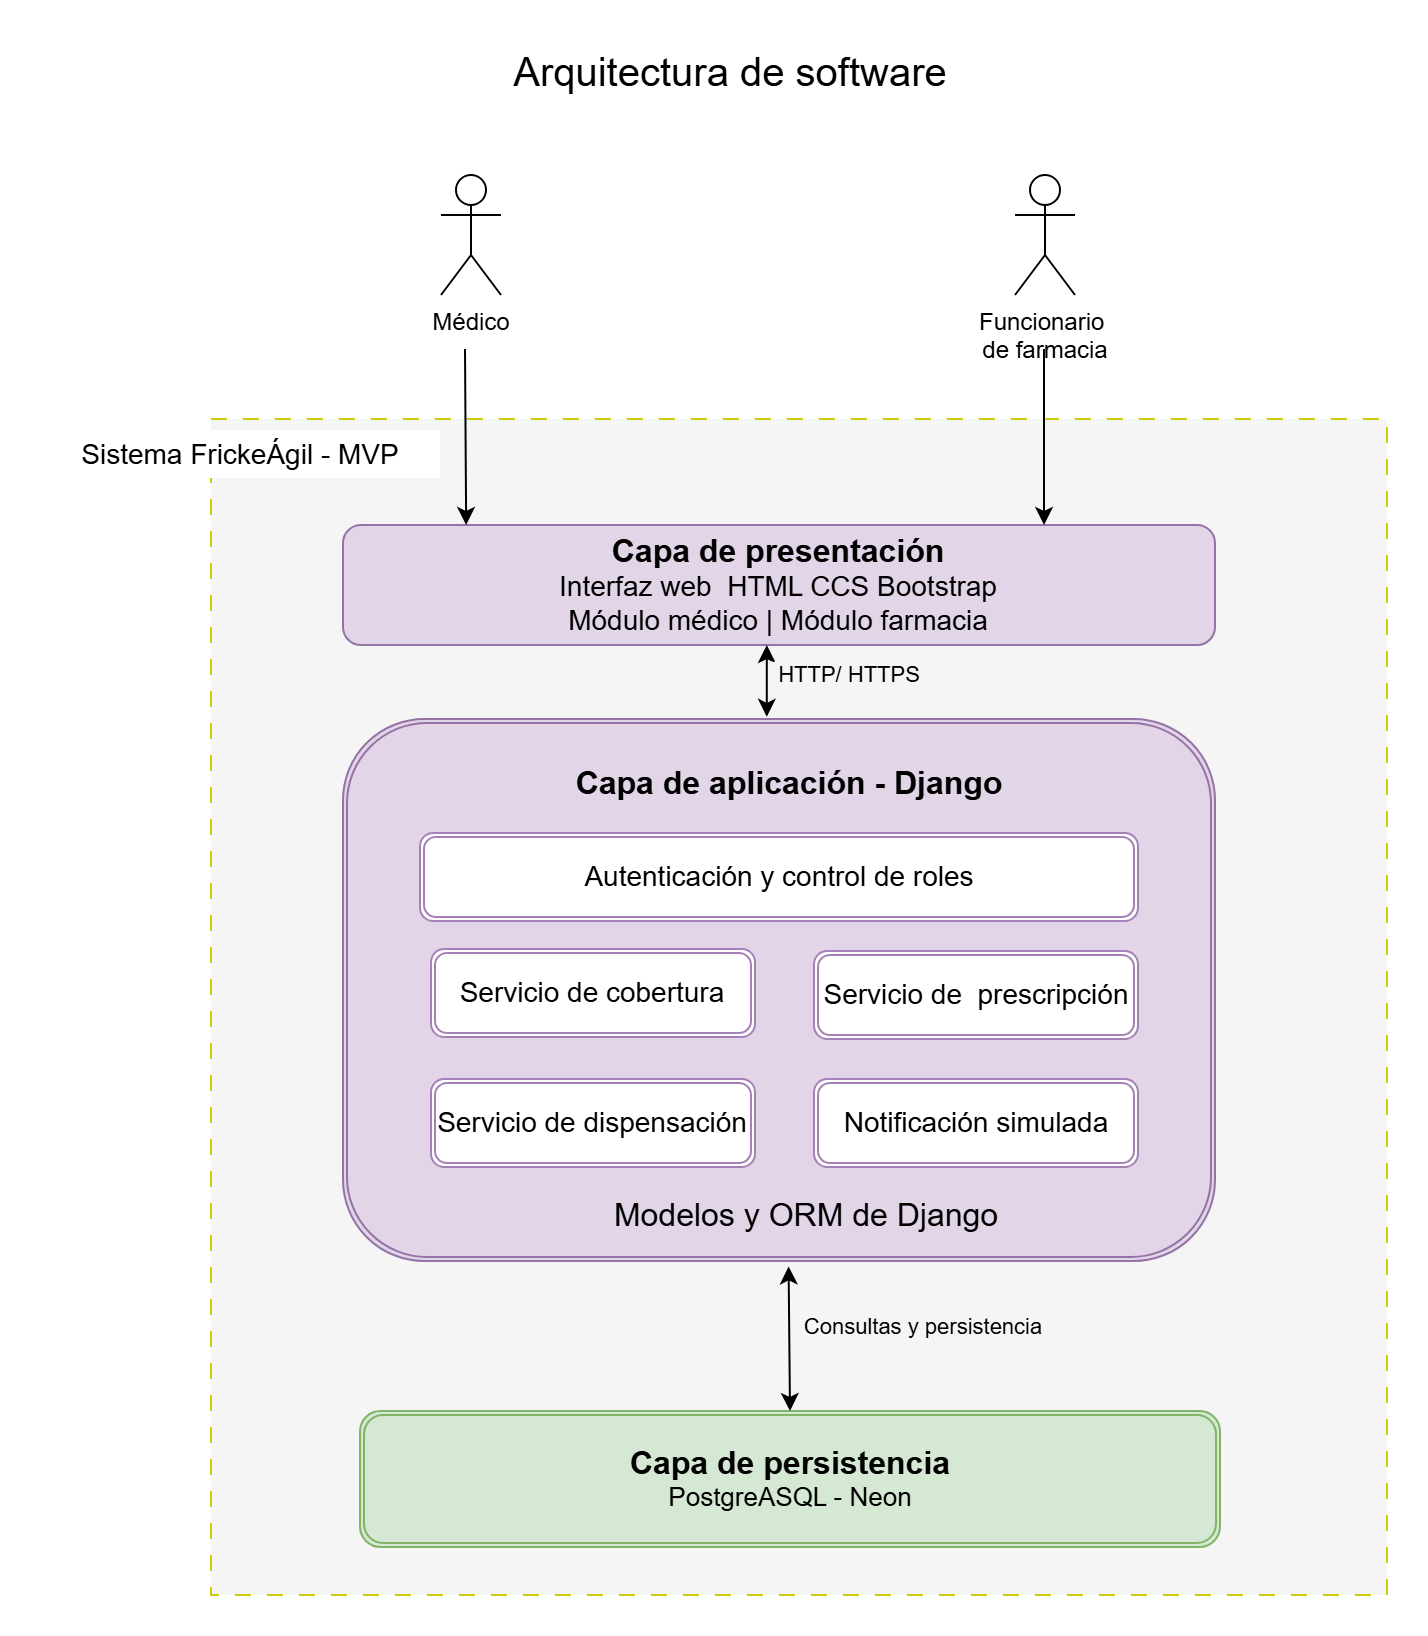 Arquitectura de software
Médico
Funcionario
de farmacia
Sistema FrickeÁgil - MVP
Capa de presentación
Interfaz web  HTML CCS Bootstrap
Módulo médico | Módulo farmacia
HTTP/ HTTPS
Capa de aplicación - Django
Autenticación y control de roles
Servicio de cobertura
Servicio de  prescripción
Servicio de dispensación
Notificación simulada
Modelos y ORM de Django
Consultas y persistencia
Capa de persistencia
PostgreASQL - Neon